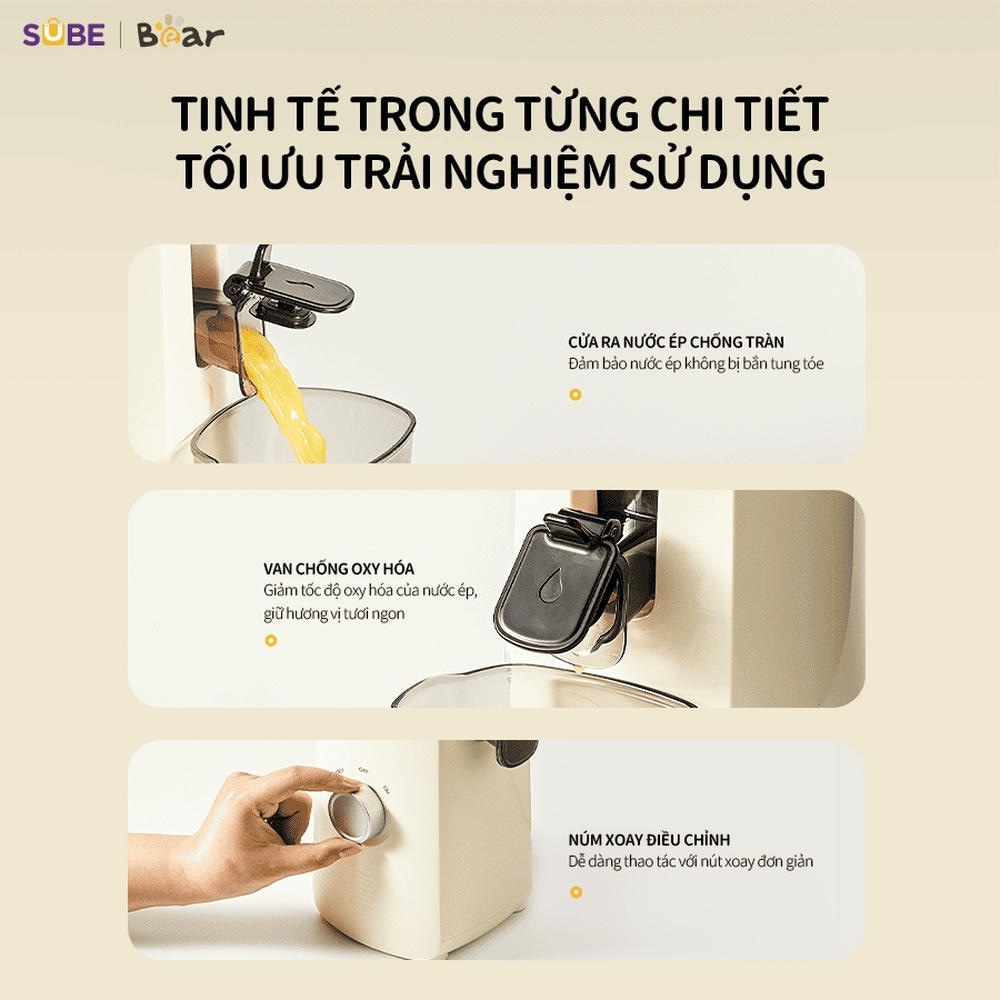 SUBE | Bear
TINH TẾ TRONG TỪNG CHI TIẾT
TỐI ƯU TRẢI NGHIỆM SỬ DỤNG
CỬA RA NƯỚC ÉP CHỐNG TRÀN
Đảm bảo nước ép không bị bắn tung tóe
VAN CHỐNG OXY HÓA
Giảm tốc độ oxy hóa của nước ép,
giữ hương vị tươi ngon
OFF
ON
NÚM XOAY ĐIỀU CHỈNH
Dễ dàng thao tác với nút xoay đơn giản